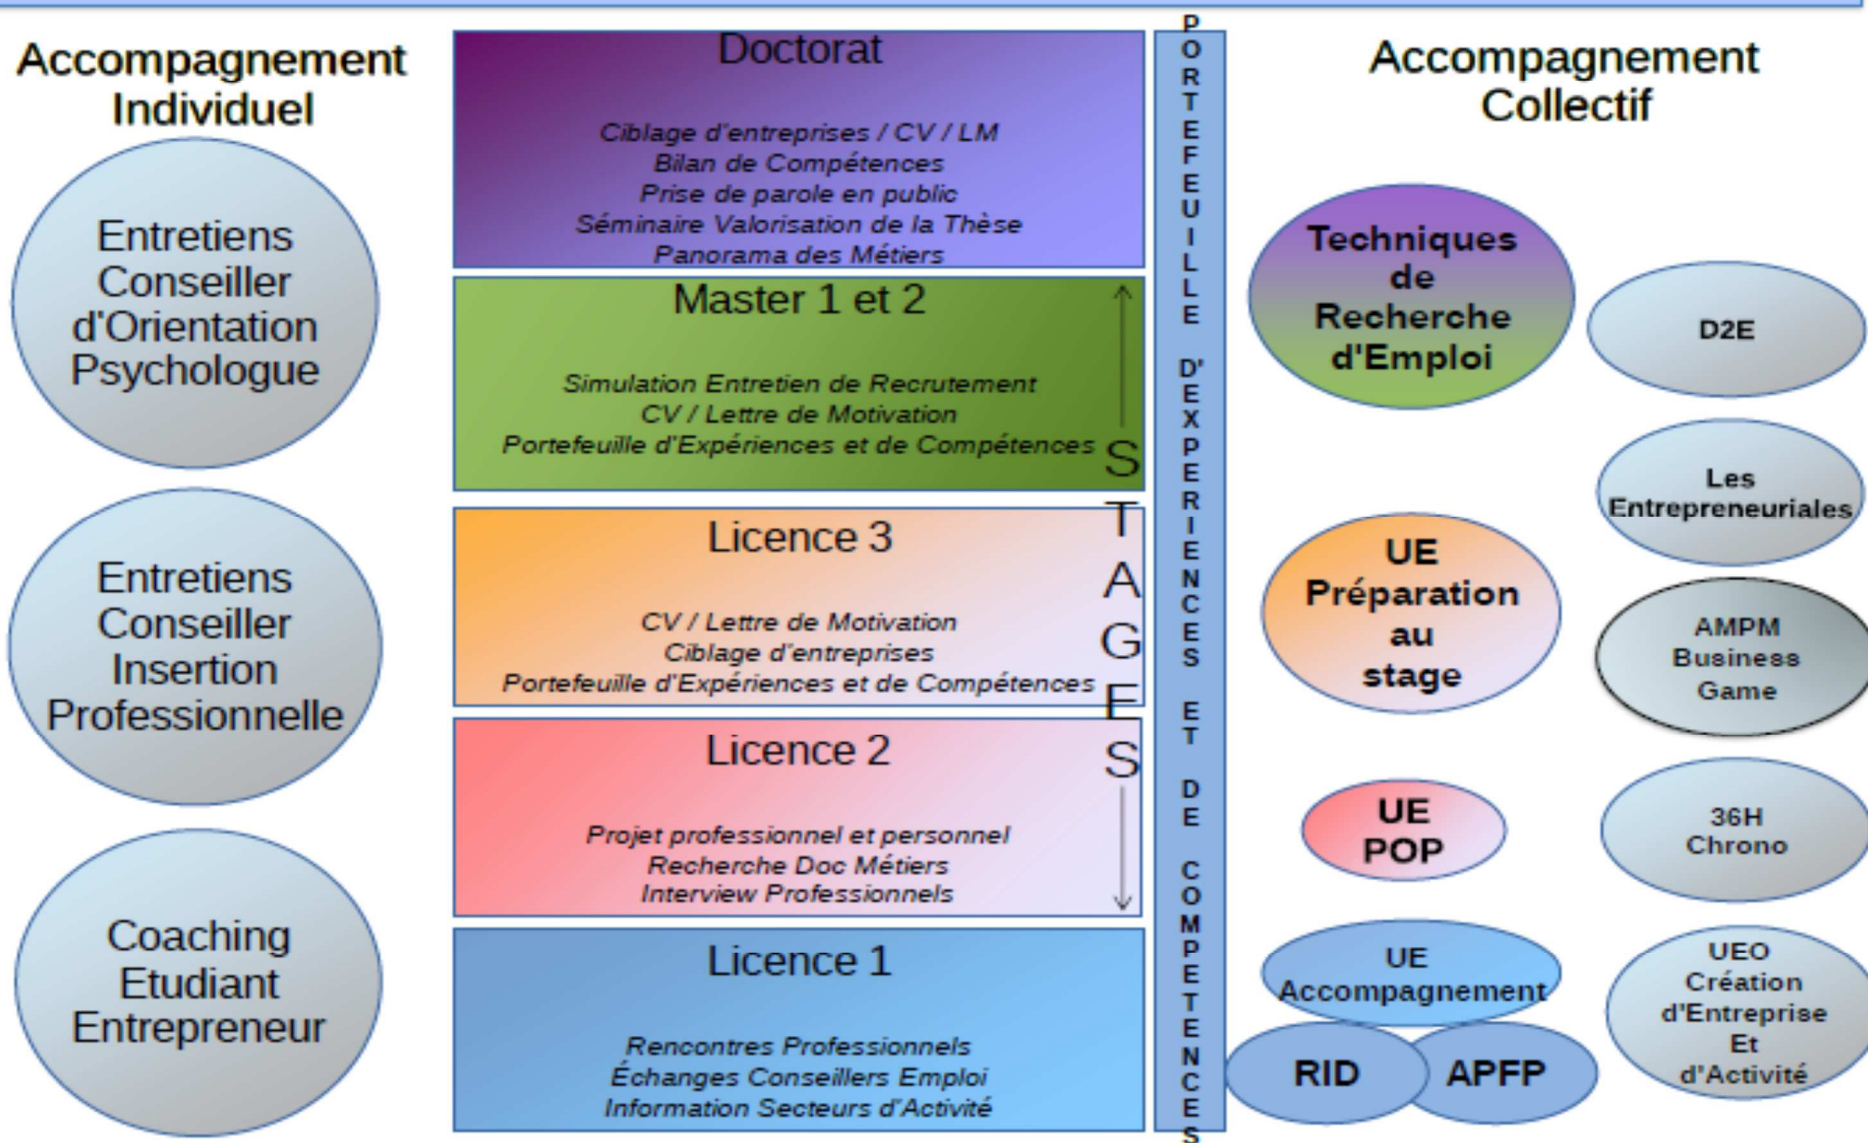 Accompagnement
Individuel
Entretiens
Conseiller
d'Orientation
Psychologue
Entretiens
Conseiller
Insertion
Professionnelle
Coaching
Etudiant
Entrepreneur
Doctorat
Ciblage d'entreprises / CV / LM
Bilan de Compétences
Prise de parole en public
Séminaire Valorisation de la Thèse
Panorama des Métiers
Master 1 et 2
Simulation Entretien de Recrutement
CV / Lettre de Motivation
Portefeuille d'Expériences et de Compétences
Licence 3
CV / Lettre de Motivation
Ciblage d'entreprises
Portefeuille d'Expériences et de Compétences
Licence 2
Projet professionnel et personnel
Recherche Doc Métiers
Interview Professionnels
Licence 1
Rencontres Professionnels
Échanges Conseillers Emploi
Information Secteurs d'Activité
STAGES
PORTEFEUILLE D'EXPERIENCES ET DE COMPETENCES
Accompagnement
Collectif
Techniques
de
Recherche
d'Emploi
UE
Préparation
au
stage
UE
POP
UE
Accompagnement
RID
APFP
D2E
Les
Entrepreneuriales
AMPM
Business
Game
36H
Chrono
UEO
Création
d'Entreprise
Et
d'Activité